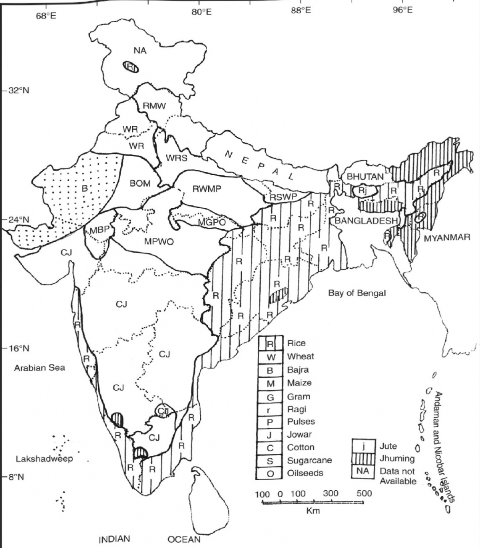 68°E 80°E 88°E 96°E
NA
R
32°N
RMW
WR
WR
WRS
NEPAL
B
BOM
RWMP
BHUTAN
R
Rj
R
R
R
RSWP
24°N
MBP
MGPO
R
R
R
BANGLADESH
R
MPWO
MYANMAR
CJ
R
R
R
CJ
R
R
R
Bay of Bengal
R
CJ
16°N
R
Arabian Sea
CJ
CJ
R
R
CJ
R
Lakshadweep
8°N
R
R
R
Andaman and Nicobar Islands
R Rice
W Wheat
B Bajra
M Maize
G Gram
r Ragi
P Pulses
J Jowar
C Cotton
S Sugarcane
O Oilseeds
i Jute
Jhuming
NA Data not
Available
100 0 100 300 500
Km
INDIAN OCEAN